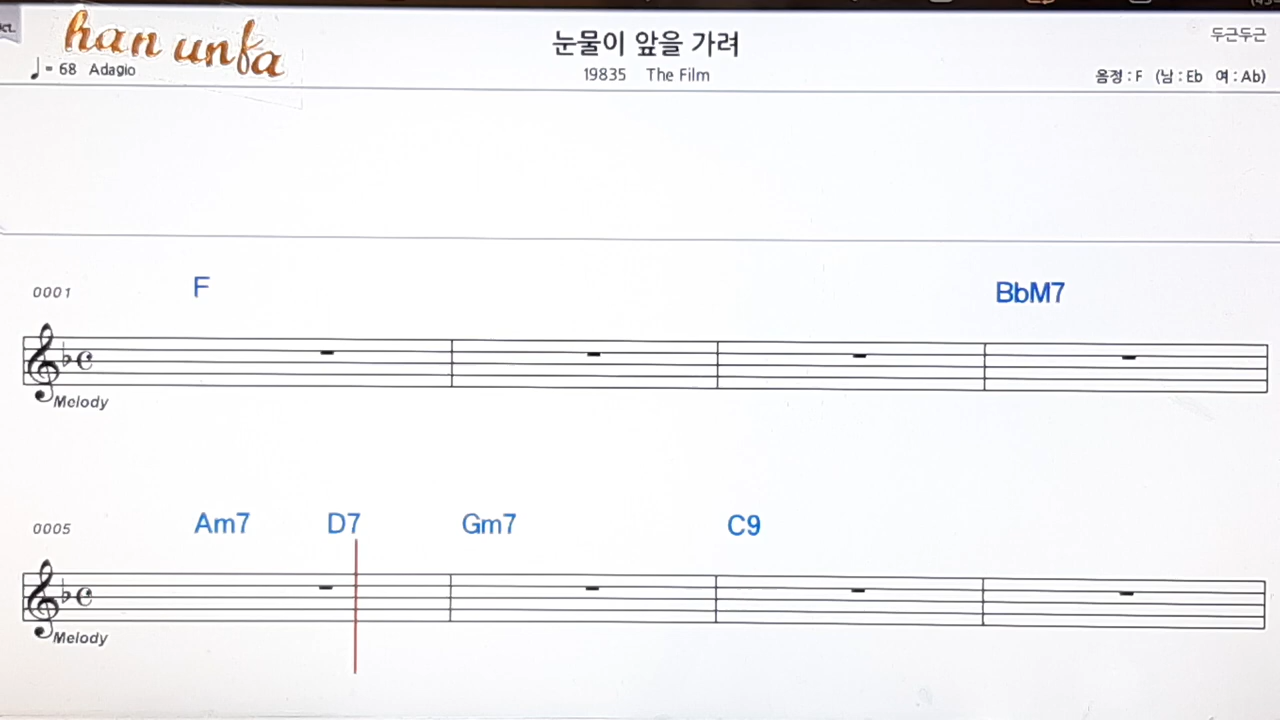 han unfa
눈물이 앞을 가려
두근두근
♩= 68 Adagio
19835 The Film
음정 : F (남 : Eb 여 : Ab)
0001 F BbM7
Melody
0005 Am7 D7 Gm7 C9
Melody